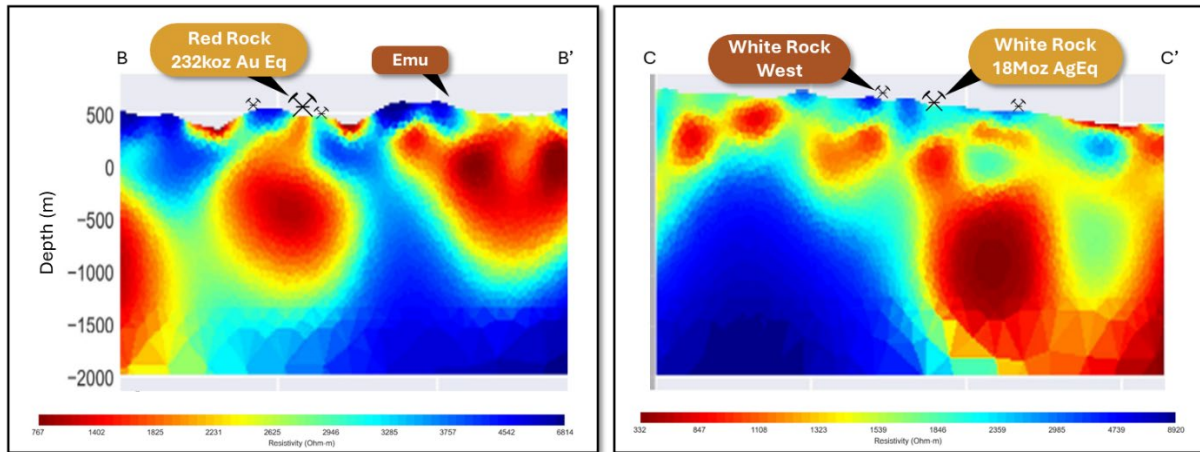 B
Red Rock
232koz Au Eq
Emu
B’
Depth (m)
500
0
−500
−1000
−1500
−2000
767 1402 1825 2231 2625 2946 3285 3757 4542 6814
Resistivity (Ohm-m)
C
White Rock
West
White Rock
18Moz AgEq
C’
332 847 1108 1323 1539 1846 2359 2985 4739 8920
Resistivity (Ohm-m)